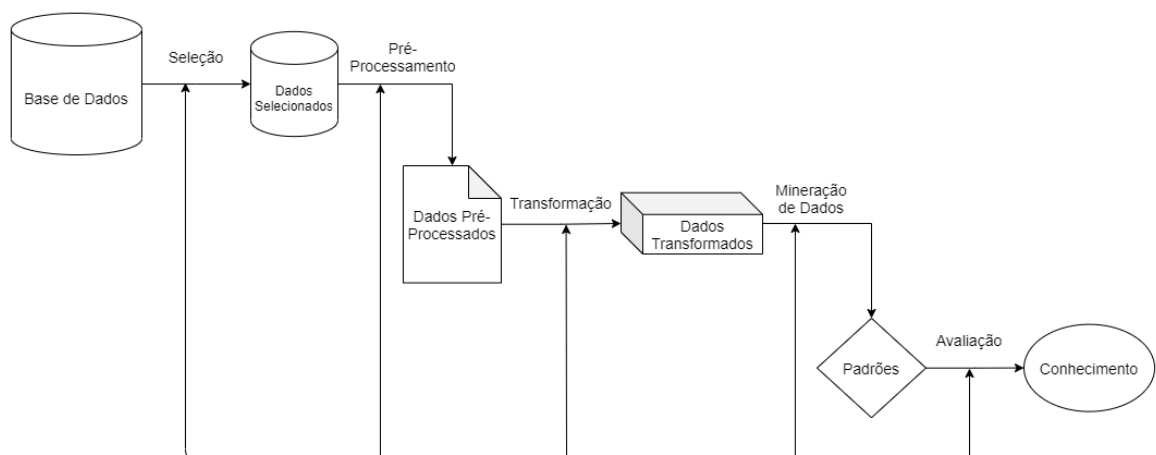 Base de Dados
Seleção
Dados
Selecionados
Pré-
Processamento
Dados Pré-
Processados
Transformação
Dados
Transformados
Mineração
de Dados
Padrões
Avaliação
Conhecimento